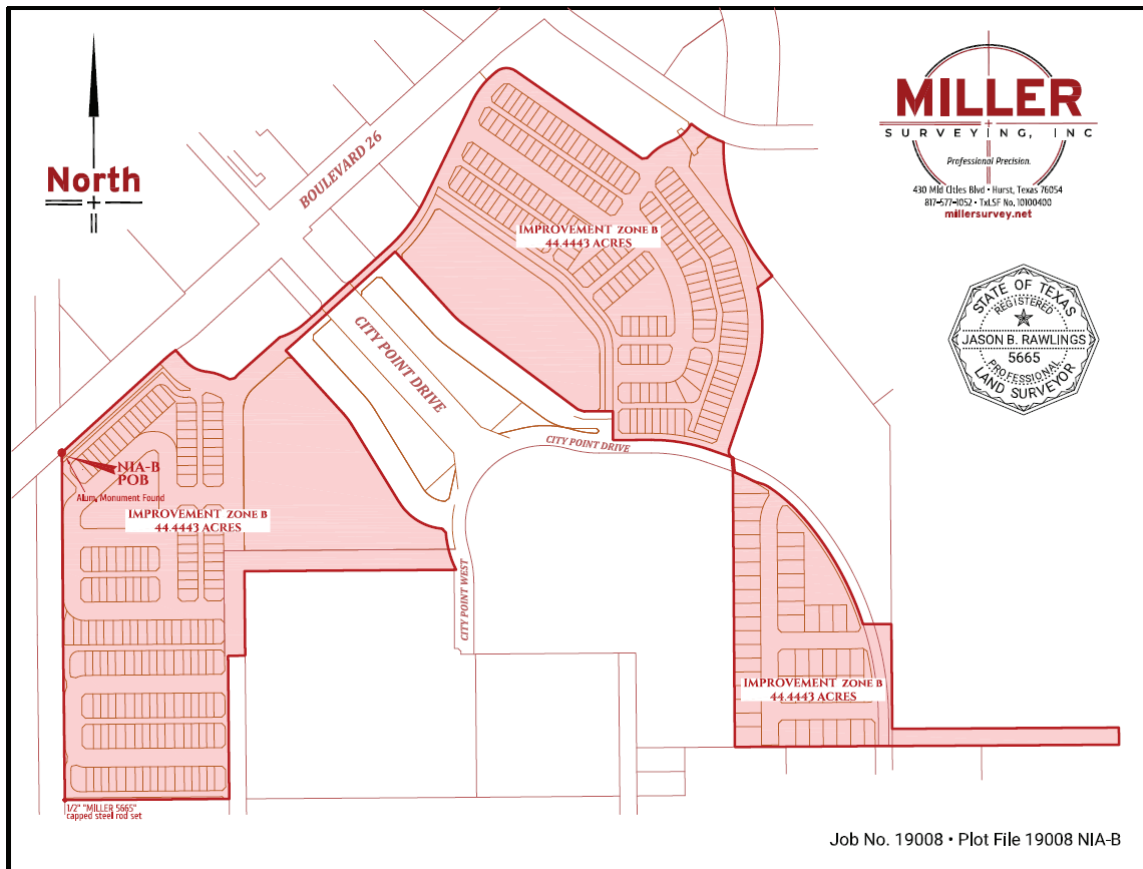 North
BOULEVARD 26
MILLER
SURVEYING, INC
Professional Precision.
430 Mid Cities Blvd • Hurst, Texas 76054
817-577-1052 • TxLSF No. 10100400
millersurvey.net
IMPROVEMENT ZONE B
44.4443 ACRES
STATE OF TEXAS
REGISTERED
JASON B. RAWLINGS
5665
PROFESSIONAL
LAND SURVEYOR
CITY POINT DRIVE
CITY POINT DRIVE
NIA-B
POB
Alum. Monument Found
IMPROVEMENT ZONE B
44.4443 ACRES
CITY POINT WEST
IMPROVEMENT ZONE B
44.4443 ACRES
1/2" "MILLER 5665"
capped steel rod set
Job No. 19008 • Plot File 19008 NIA-B